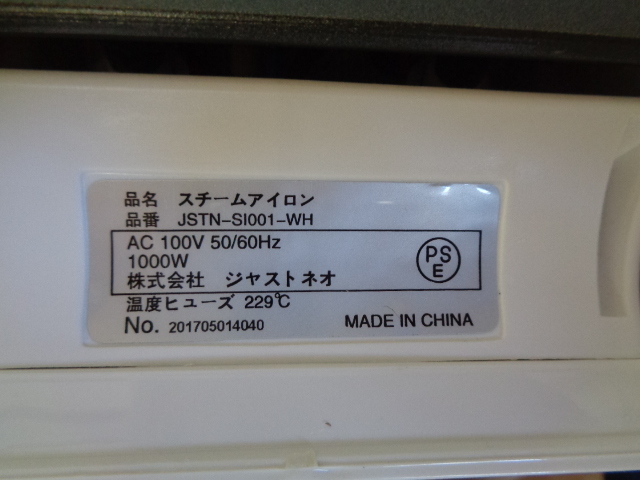 品名 スチームアイロン
品番 JSTN-SI001-WH
AC 100V 50/60Hz
1000W
株式会社 ジャストネオ
PS
E
温度ヒューズ 229℃
No. 201705014040 MADE IN CHINA